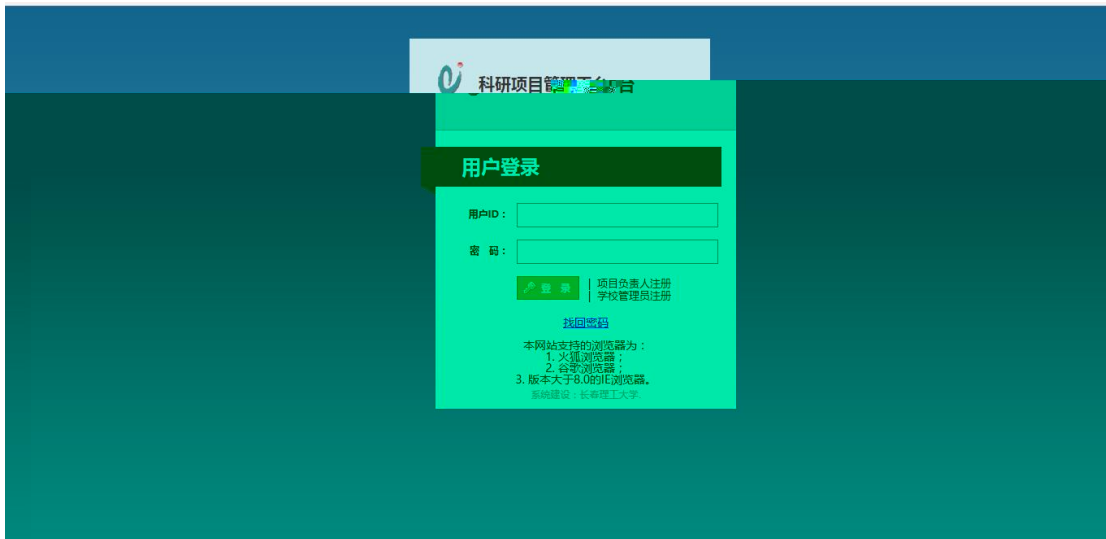 科研项目管理平台
用户登录
用户ID：
密 码：
登 录
项目负责人注册
学校管理员注册
找回密码
本网站支持的浏览器为：
1. 火狐浏览器；
2. 谷歌浏览器；
3. 版本大于8.0的IE浏览器。
系统建设：长春理工大学